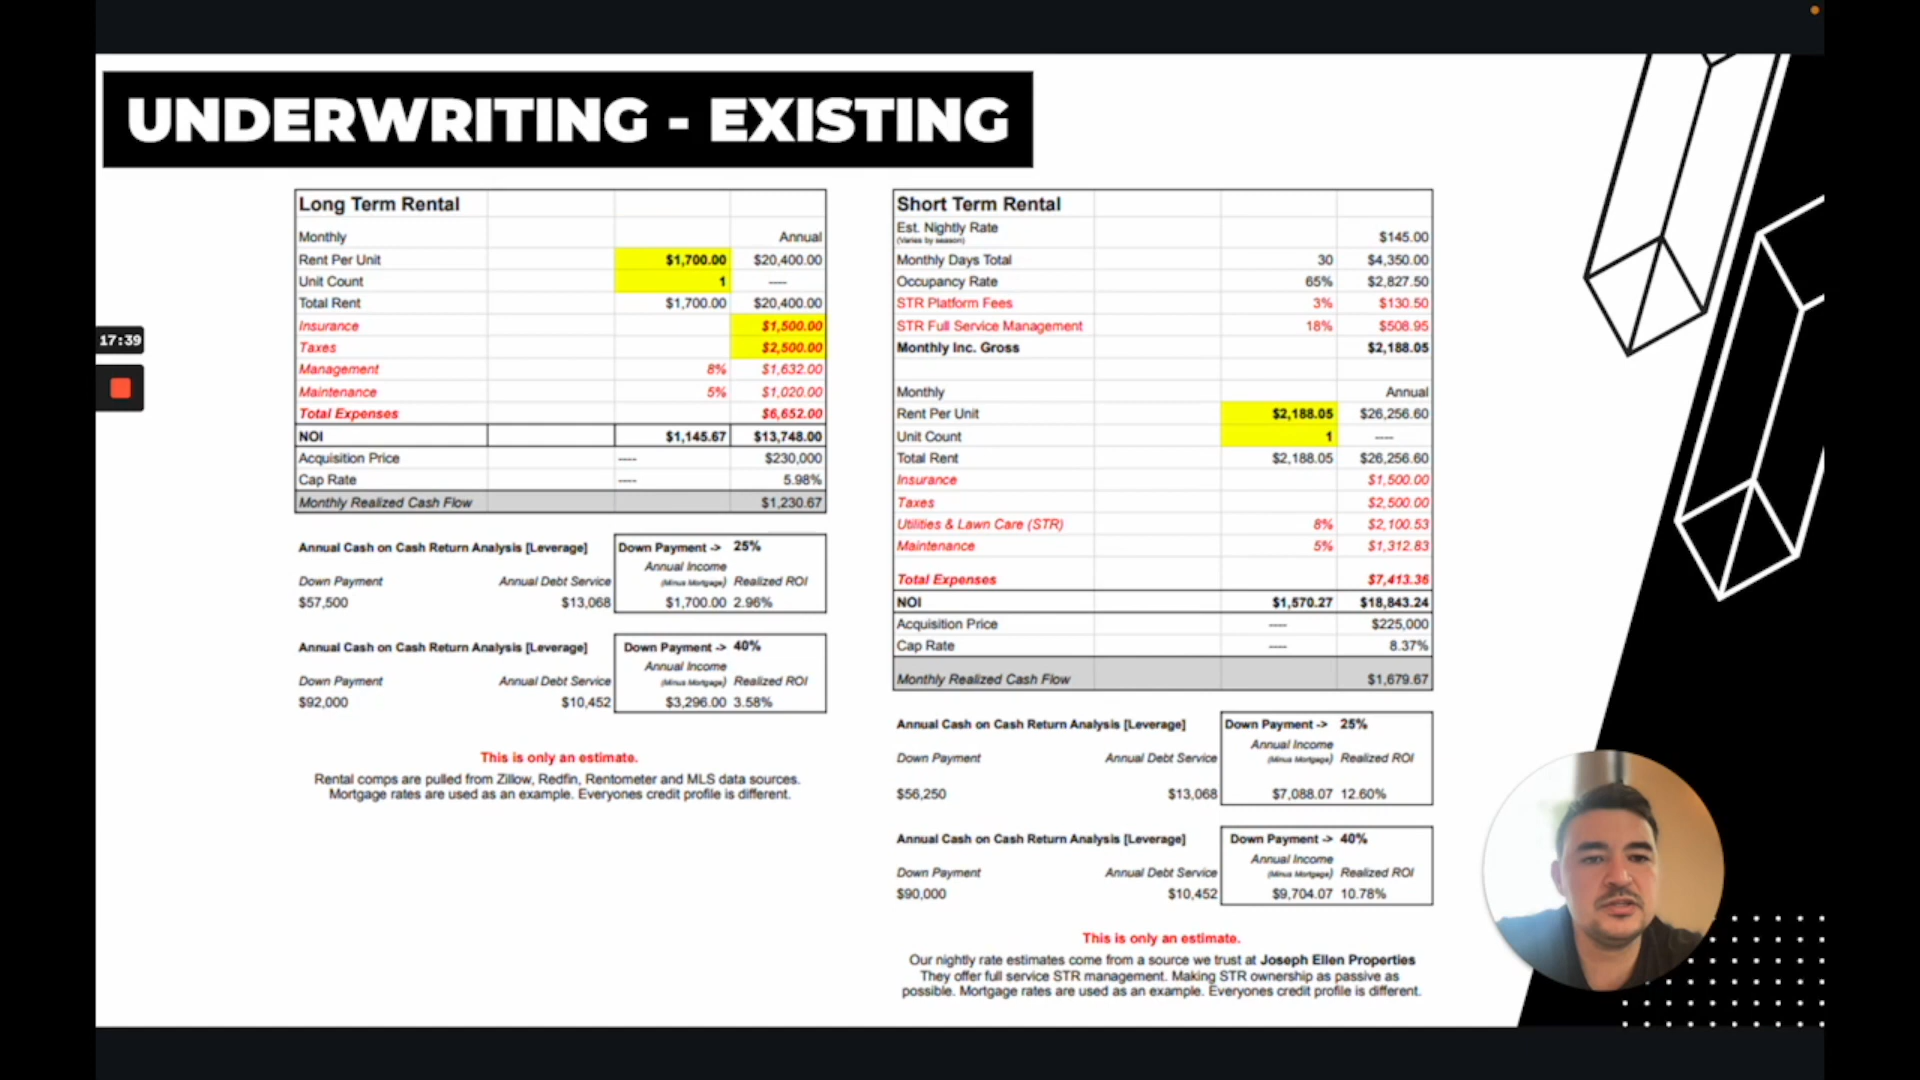 UNDERWRITING - EXISTING
17:39
Long Term Rental
Monthly Annual
Rent Per Unit $1,700.00 $20,400.00
Unit Count 1 ----
Total Rent $1,700.00 $20,400.00
Insurance $1,500.00
Taxes $2,500.00
Management 8% $1,632.00
Maintenance 5% $1,020.00
Total Expenses $6,652.00
NOI $1,145.67 $13,748.00
Acquisition Price ---- $230,000
Cap Rate ---- 5.98%
Monthly Realized Cash Flow $1,230.67
Annual Cash on Cash Return Analysis [Leverage] Down Payment -> 25%
Annual Income
Down Payment Annual Debt Service (Minus Mortgage) Realized ROI
$57,500 $13,068 $1,700.00 2.96%
Annual Cash on Cash Return Analysis [Leverage] Down Payment -> 40%
Annual Income
Down Payment Annual Debt Service (Minus Mortgage) Realized ROI
$92,000 $10,452 $3,296.00 3.58%
This is only an estimate.
Rental comps are pulled from Zillow, Redfin, Rentometer and MLS data sources.
Mortgage rates are used as an example. Everyones credit profile is different.
Short Term Rental
Est. Nightly Rate
(Varies by season) $145.00
Monthly Days Total 30 $4,350.00
Occupancy Rate 65% $2,827.50
STR Platform Fees 3% $130.50
STR Full Service Management 18% $508.95
Monthly Inc. Gross $2,188.05
Monthly Annual
Rent Per Unit $2,188.05 $26,256.60
Unit Count 1 ----
Total Rent $2,188.05 $26,256.60
Insurance $1,500.00
Taxes $2,500.00
Utilities & Lawn Care (STR) 8% $2,100.53
Maintenance 5% $1,312.83
Total Expenses $7,413.36
NOI $1,570.27 $18,843.24
Acquisition Price ---- $225,000
Cap Rate ---- 8.37%
Monthly Realized Cash Flow $1,679.67
Annual Cash on Cash Return Analysis [Leverage] Down Payment -> 25%
Annual Income
Down Payment Annual Debt Service (Minus Mortgage) Realized ROI
$56,250 $13,068 $7,088.07 12.60%
Annual Cash on Cash Return Analysis [Leverage] Down Payment -> 40%
Annual Income
Down Payment Annual Debt Service (Minus Mortgage) Realized ROI
$90,000 $10,452 $9,704.07 10.78%
This is only an estimate.
Our nightly rate estimates come from a source we trust at Joseph Ellen Properties
They offer full service STR management. Making STR ownership as passive as
possible. Mortgage rates are used as an example. Everyones credit profile is different.